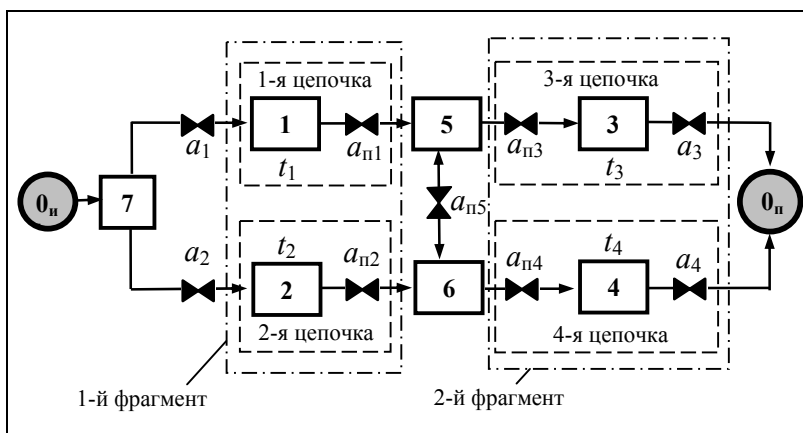 1-я цепочка
3-я цепочка
1
5
3
a₁
aп1
aп3
a₃
t₁
t₃
0и
7
aп5
0п
t₂
t₄
a₂
aп2
aп4
a₄
2
6
4
2-я цепочка
4-я цепочка
1-й фрагмент
2-й фрагмент